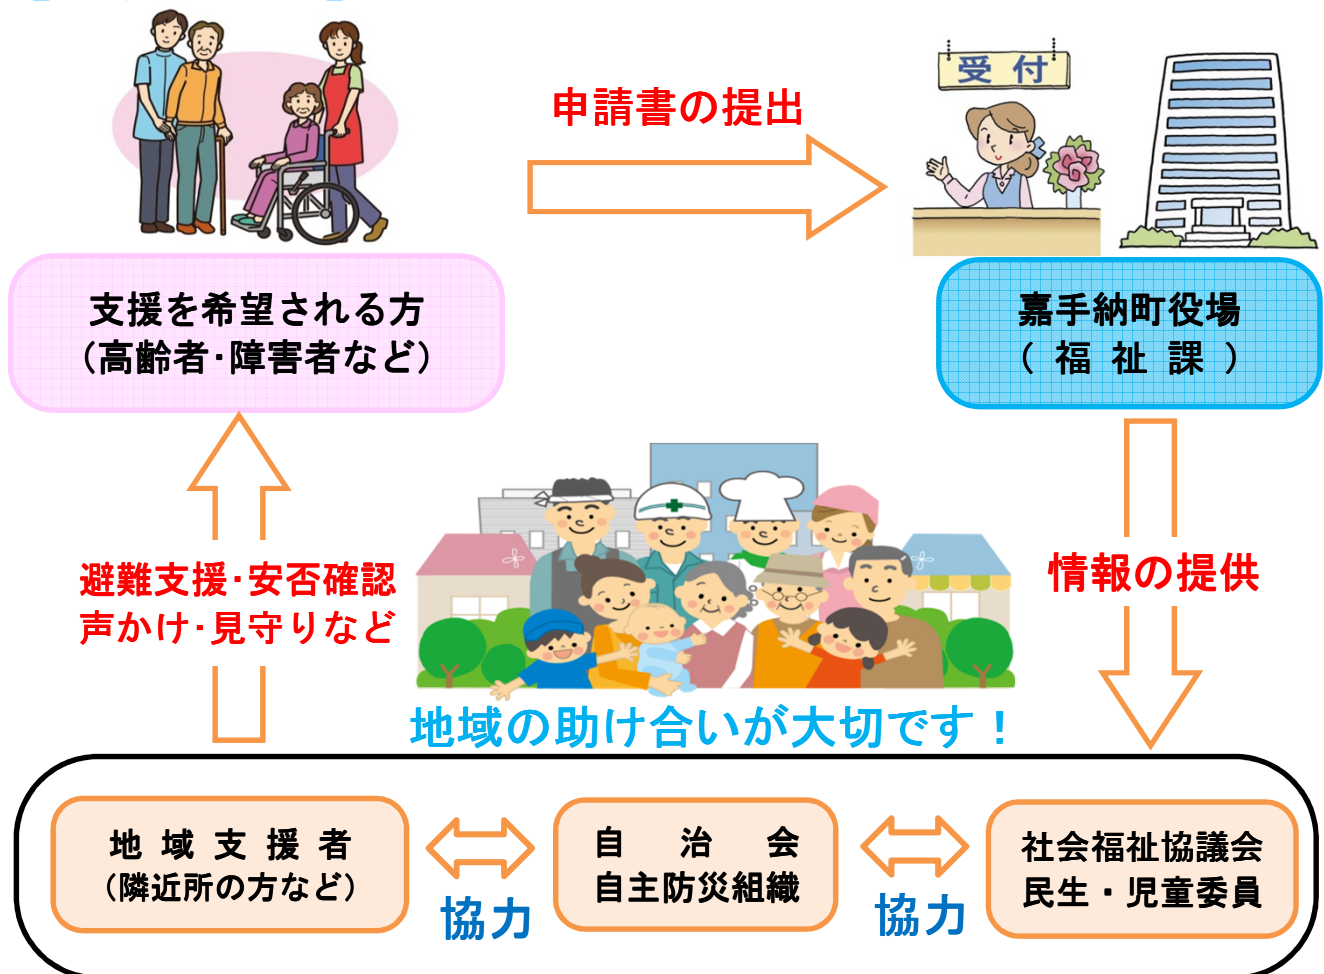 受付
申請書の提出
支援を希望される方
（高齢者・障害者など）
嘉手納町役場
（福祉課）
避難支援・安否確認
声かけ・見守りなど
情報の提供
地域の助け合いが大切です！
地域支援者
（隣近所の方など）
協力
自治会
自主防災組織
協力
社会福祉協議会
民生・児童委員